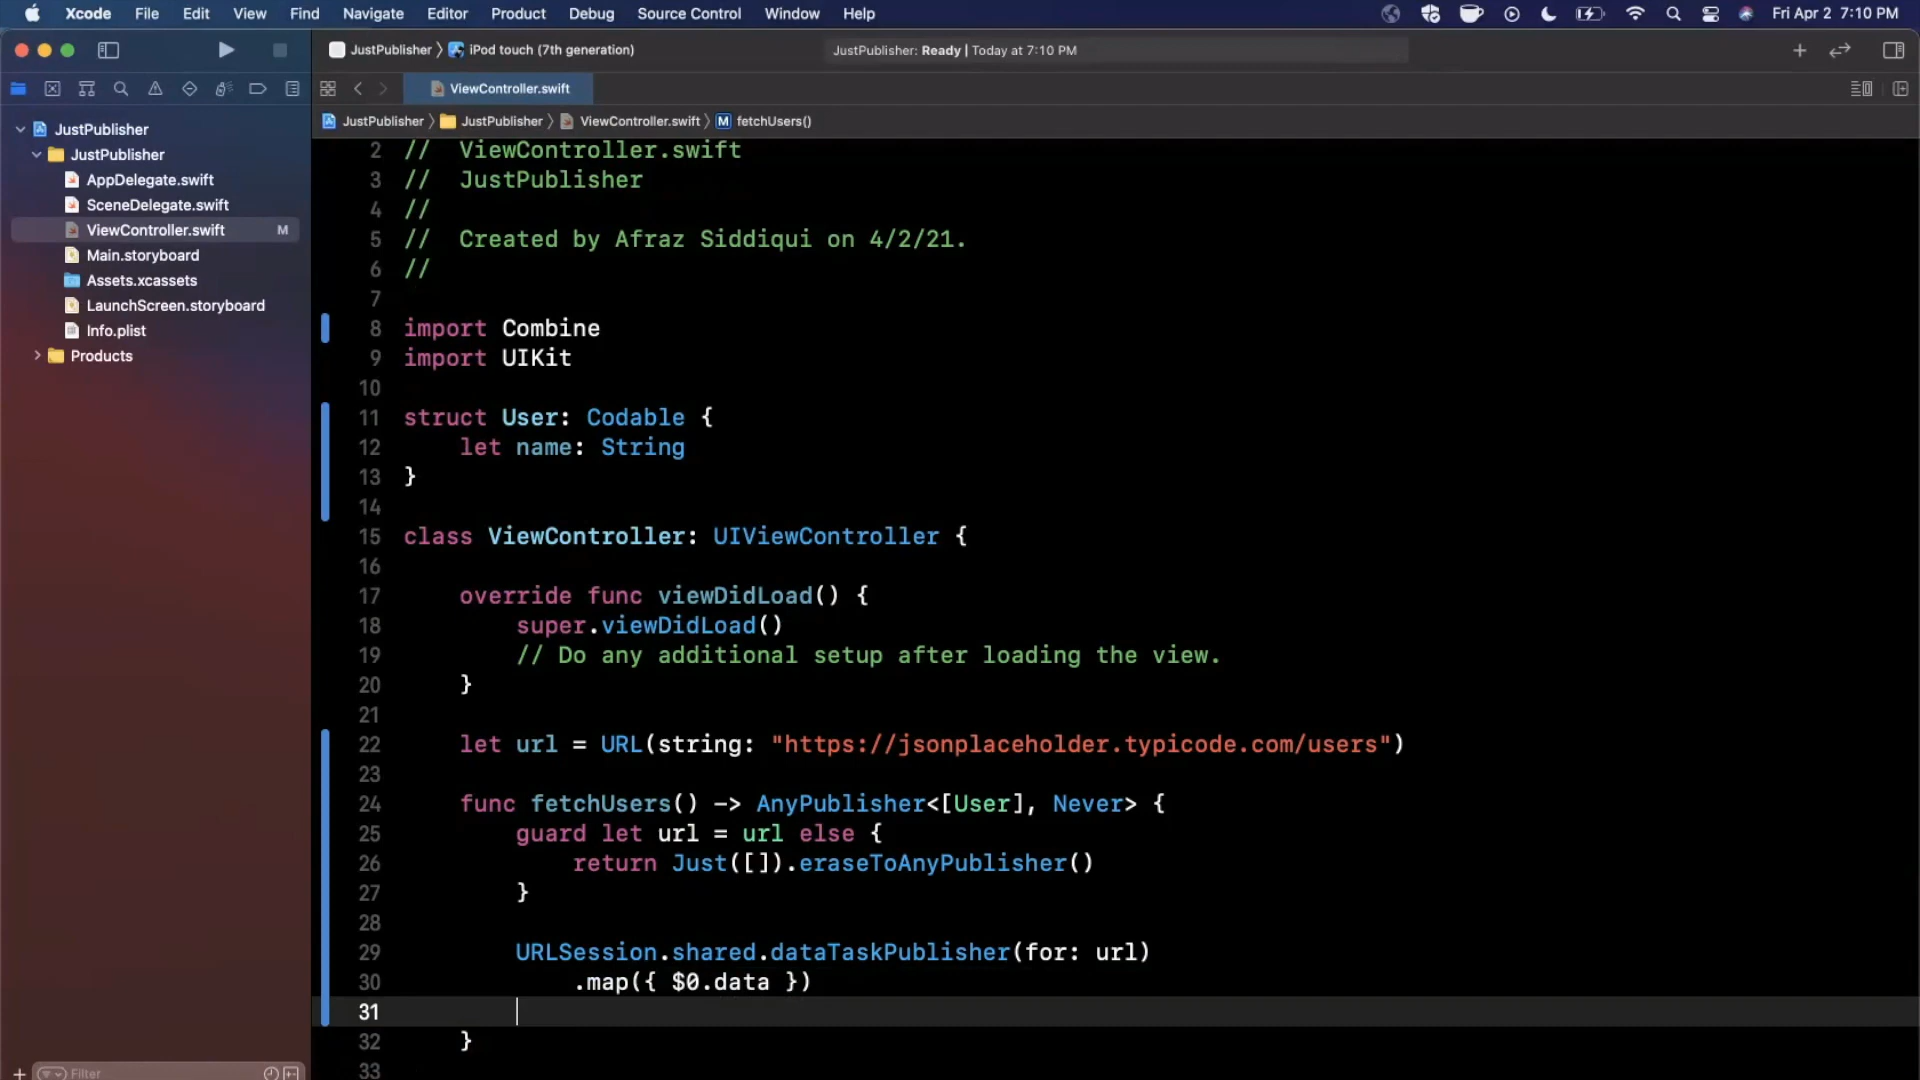 Xcode File Edit View Find Navigate Editor Product Debug Source Control Window Help Fri Apr 2 7:10 PM
JustPublisher iPod touch (7th generation) JustPublisher: Ready | Today at 7:10 PM
ViewController.swift
JustPublisher JustPublisher ViewController.swift M fetchUsers()
JustPublisher
JustPublisher
AppDelegate.swift
SceneDelegate.swift
ViewController.swift M
Main.storyboard
Assets.xcassets
LaunchScreen.storyboard
Info.plist
Products
Filter
2 // ViewController.swift
3 // JustPublisher
4 //
5 // Created by Afraz Siddiqui on 4/2/21.
6 //
7
8 import Combine
9 import UIKit
10
11 struct User: Codable {
12 let name: String
13 }
14
15 class ViewController: UIViewController {
16
17 override func viewDidLoad() {
18 super.viewDidLoad()
19 // Do any additional setup after loading the view.
20 }
21
22 let url = URL(string: "https://jsonplaceholder.typicode.com/users")
23
24 func fetchUsers() -> AnyPublisher<[User], Never> {
25 guard let url = url else {
26 return Just([]).eraseToAnyPublisher()
27 }
28
29 URLSession.shared.dataTaskPublisher(for: url)
30 .map({ $0.data })
31
32 }
33